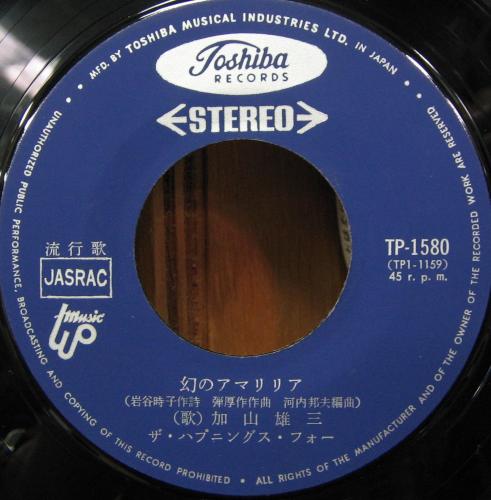 • MFD. BY TOSHIBA MUSICAL INDUSTRIES LTD. IN JAPAN •
Toshiba
RECORDS
STEREO
流行歌
JASRAC
music
TP-1580
(TP1-1159)
45 r. p. m.
幻のアマリリア
(岩谷時子作詩 弾厚作作曲 河内邦夫編曲)
(歌) 加山雄三
ザ・ハプニングス・フォー
UNAUTHORIZED PUBLIC PERFORMANCE, BROADCASTING AND COPYING OF THIS RECORD PROHIBITED • ALL RIGHTS OF THE MANUFACTURER AND OF THE OWNER OF THE RECORDED WORK ARE RESERVED